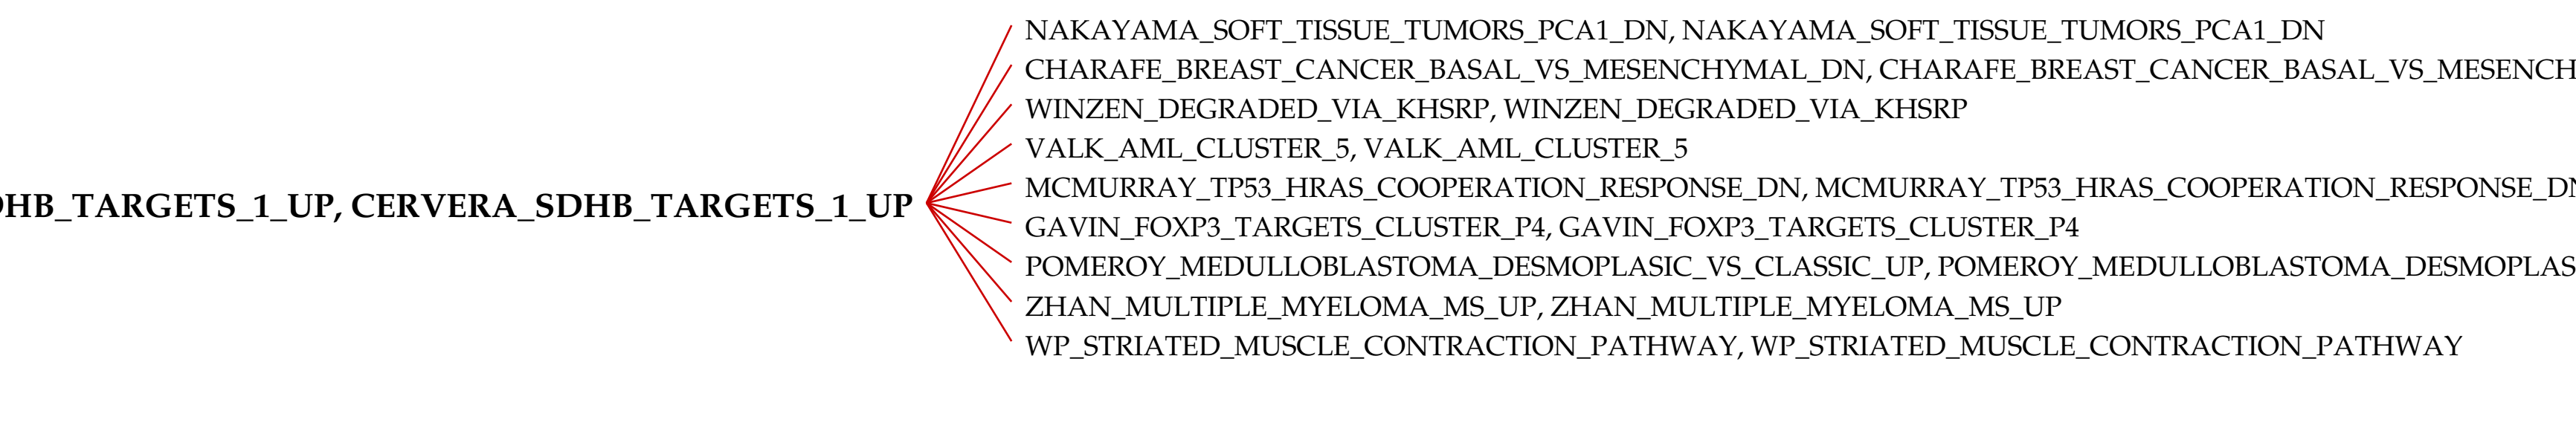 NAKAYAMA_SOFT_TISSUE_TUMORS_PCA1_DN, NAKAYAMA_SOFT_TISSUE_TUMORS_PCA1_DN
CHARAFE_BREAST_CANCER_BASAL_VS_MESENCHYMAL_DN, CHARAFE_BREAST_CANCER_BASAL_VS_MESENCH
WINZEN_DEGRADED_VIA_KHSRP, WINZEN_DEGRADED_VIA_KHSRP
VALK_AML_CLUSTER_5, VALK_AML_CLUSTER_5
MCMURRAY_TP53_HRAS_COOPERATION_RESPONSE_DN, MCMURRAY_TP53_HRAS_COOPERATION_RESPONSE_DN
HB_TARGETS_1_UP, CERVERA_SDHB_TARGETS_1_UP
GAVIN_FOXP3_TARGETS_CLUSTER_P4, GAVIN_FOXP3_TARGETS_CLUSTER_P4
POMEROY_MEDULLOBLASTOMA_DESMOPLASIC_VS_CLASSIC_UP, POMEROY_MEDULLOBLASTOMA_DESMOPLAS
ZHAN_MULTIPLE_MYELOMA_MS_UP, ZHAN_MULTIPLE_MYELOMA_MS_UP
WP_STRIATED_MUSCLE_CONTRACTION_PATHWAY, WP_STRIATED_MUSCLE_CONTRACTION_PATHWAY